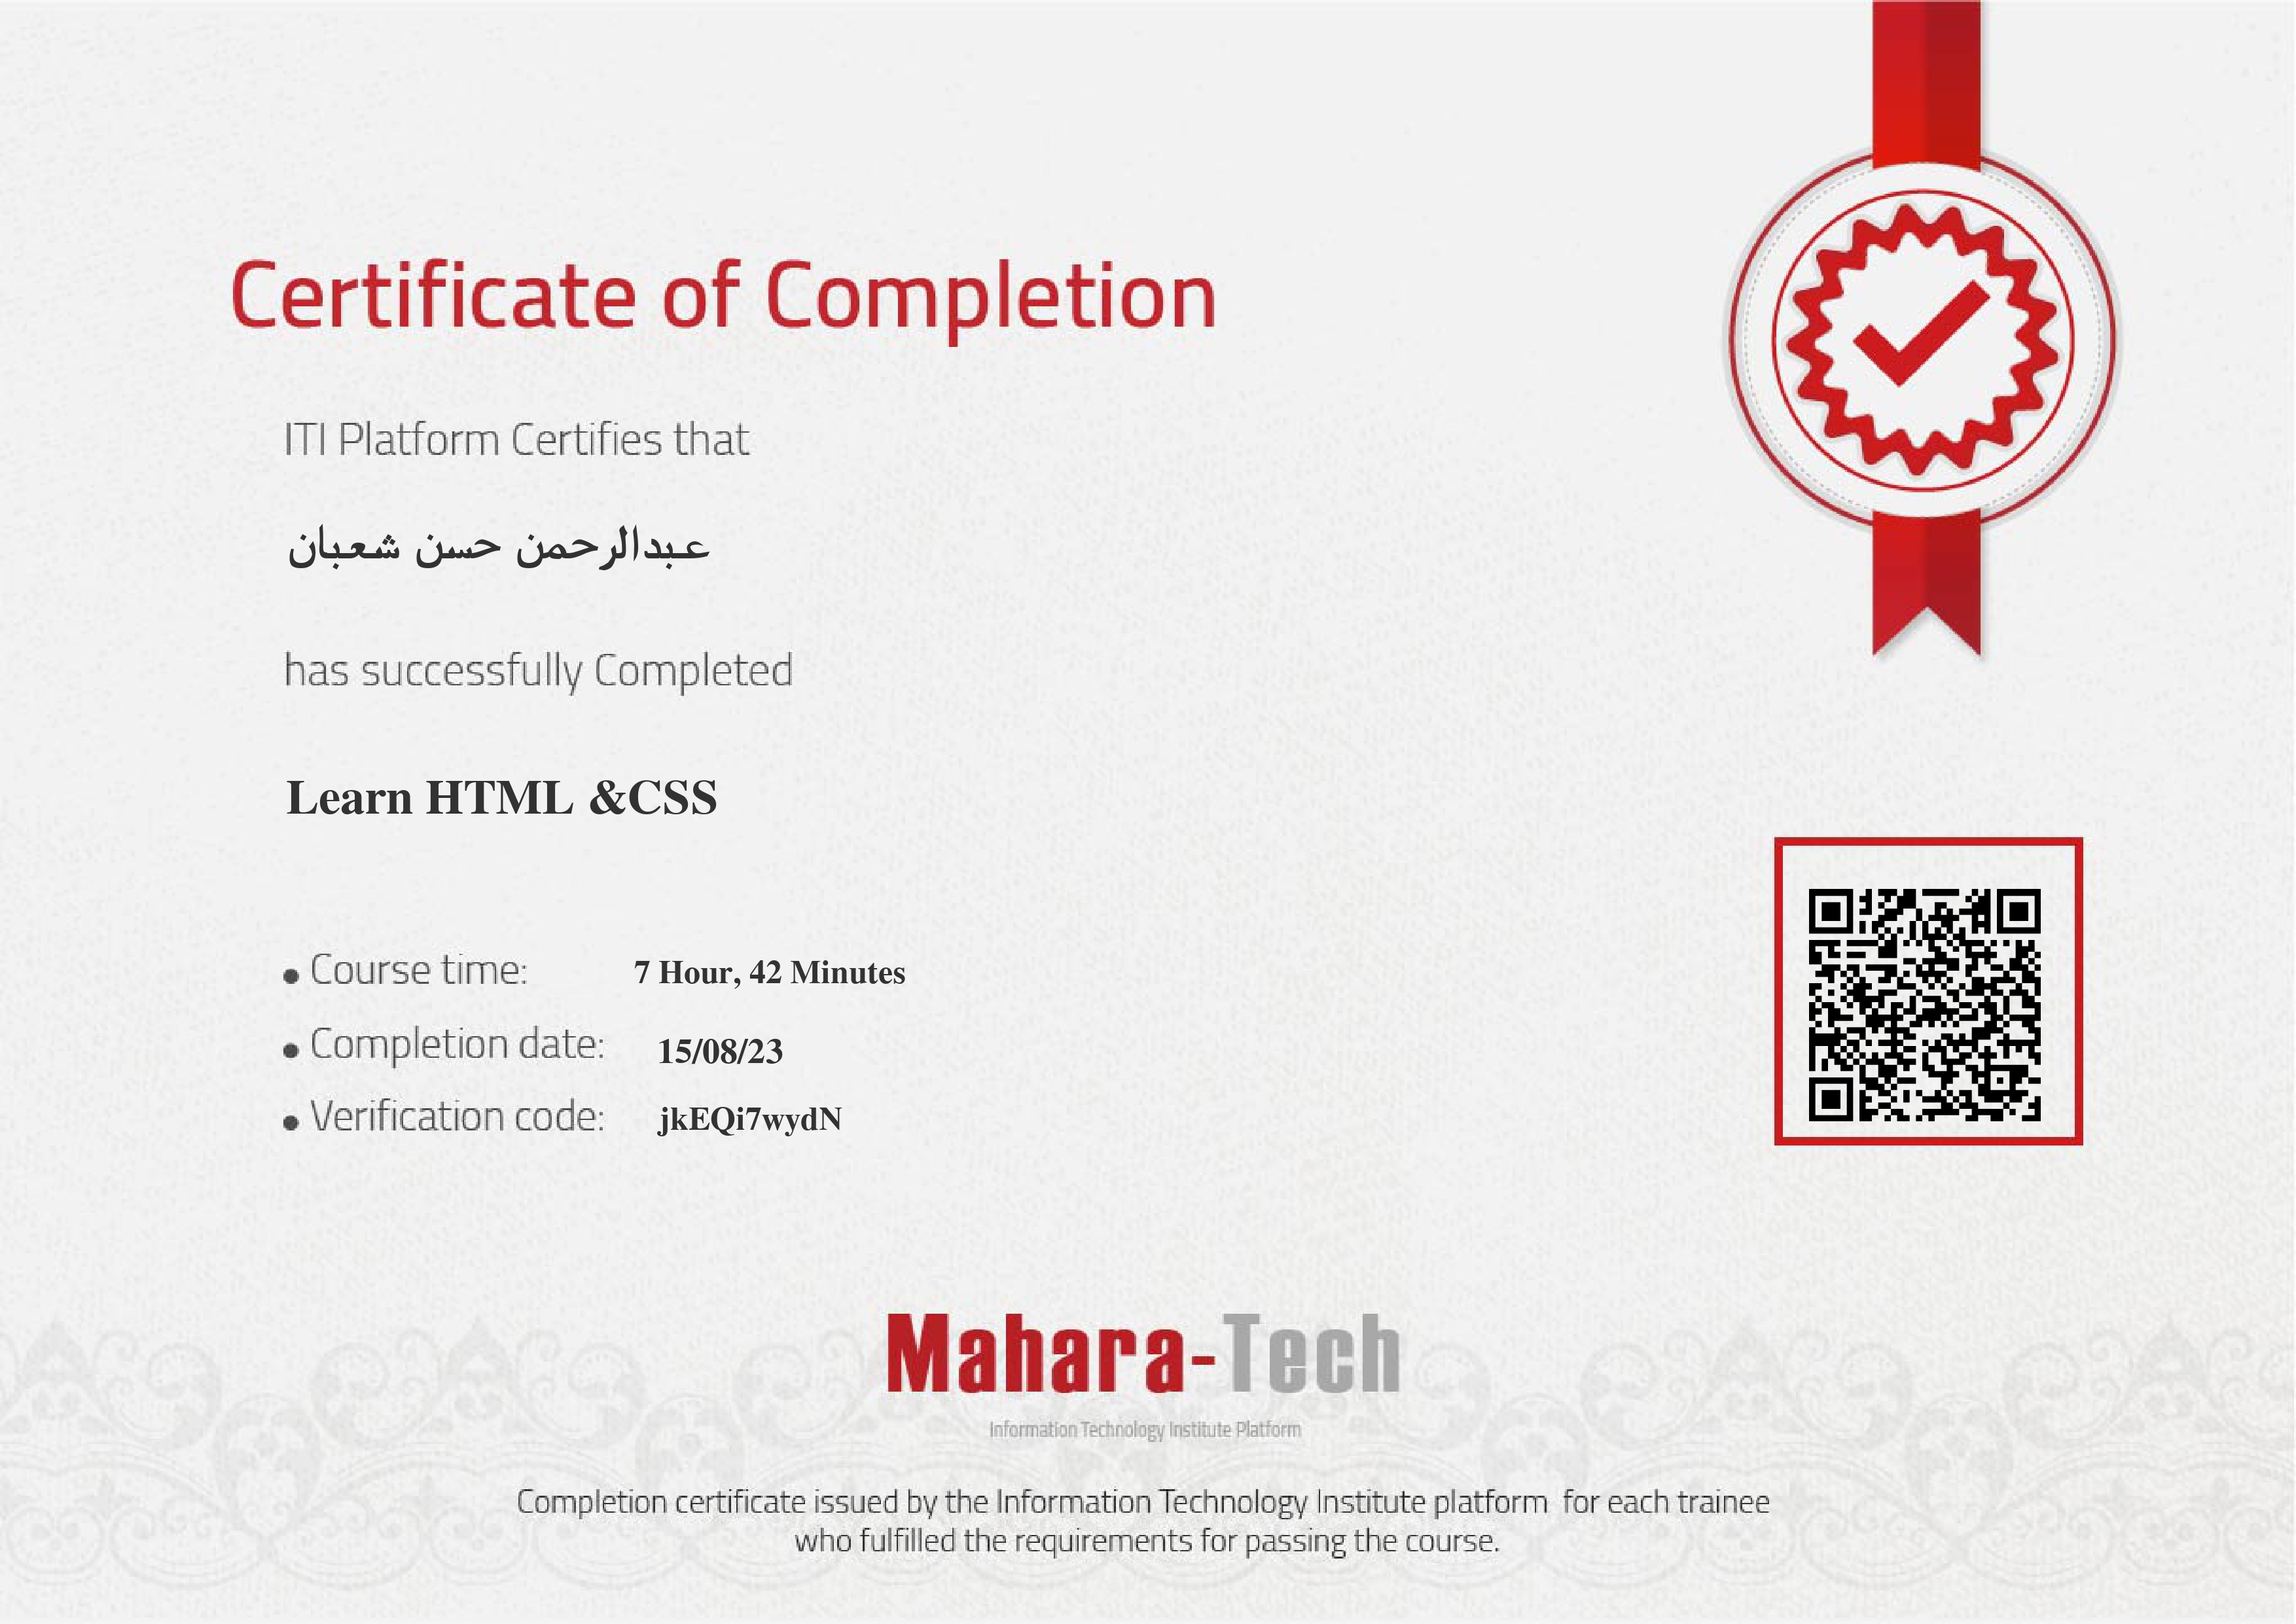 Certificate of Completion
ITI Platform Certifies that
عبدالرحمن حسن شعبان
has successfully Completed
Learn HTML &CSS
• Course time: 7 Hour, 42 Minutes
• Completion date: 15/08/23
• Verification code: jkEQi7wydN
Mahara-Tech
Information Technology Institute Platform
Completion certificate issued by the Information Technology Institute platform for each trainee
who fulfilled the requirements for passing the course.